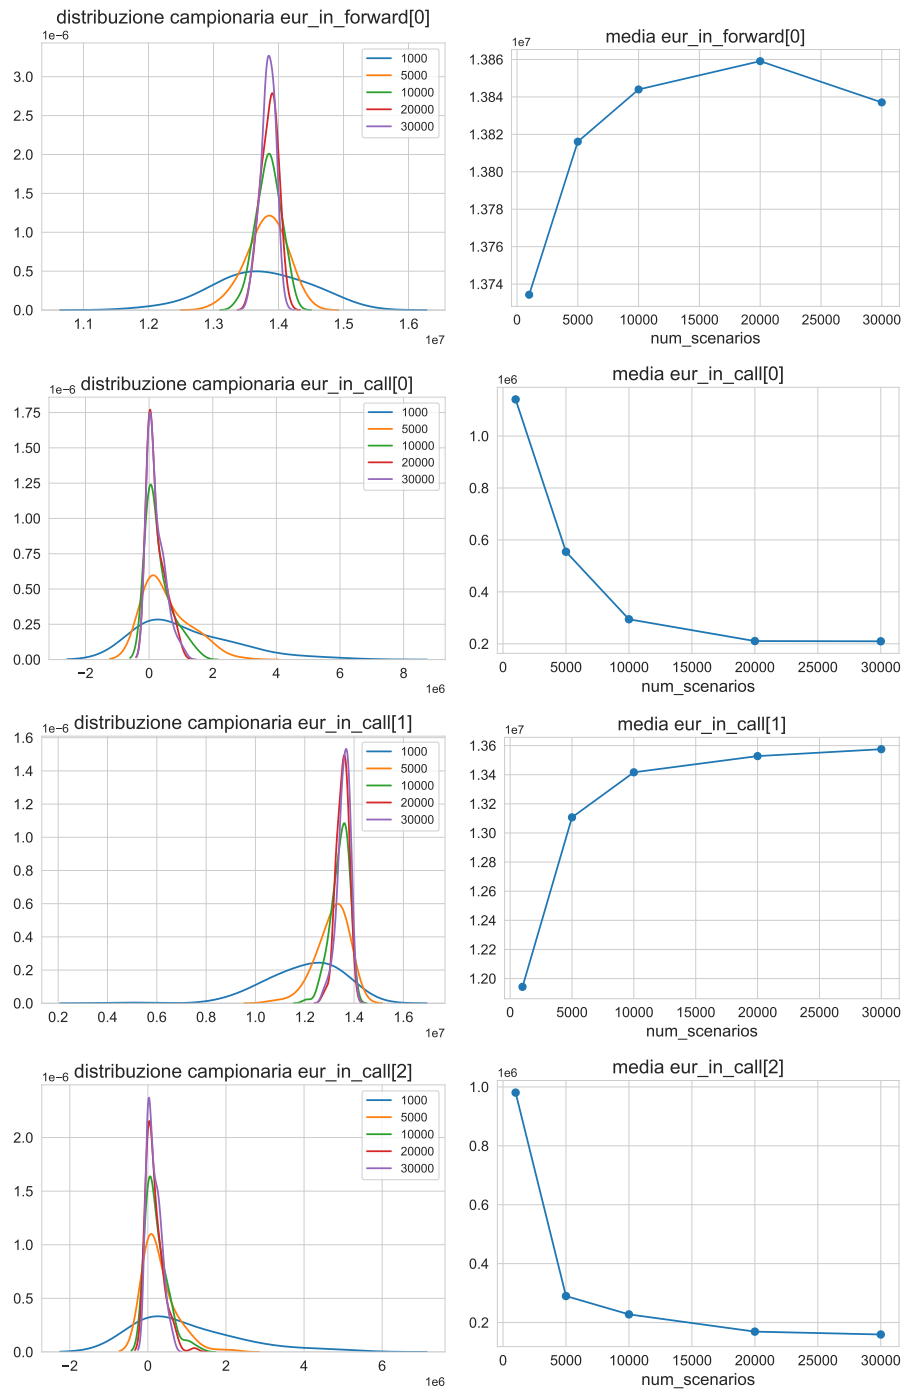 distribuzione campionaria eur_in_forward[0]
1e−6
3.0
2.5
2.0
1.5
1.0
0.5
0.0
1000
5000
10000
20000
30000
1.1 1.2 1.3 1.4 1.5 1.6
1e7
media eur_in_forward[0]
1e7
1.386
1.384
1.382
1.380
1.378
1.376
1.374
0 5000 10000 15000 20000 25000 30000
num_scenarios
distribuzione campionaria eur_in_call[0]
1e−6
1.75
1.50
1.25
1.00
0.75
0.50
0.25
0.00
1000
5000
10000
20000
30000
−2 0 2 4 6 8
1e6
media eur_in_call[0]
1e6
1.0
0.8
0.6
0.4
0.2
0 5000 10000 15000 20000 25000 30000
num_scenarios
distribuzione campionaria eur_in_call[1]
1e−6
1.6
1.4
1.2
1.0
0.8
0.6
0.4
0.2
0.0
1000
5000
10000
20000
30000
0.2 0.4 0.6 0.8 1.0 1.2 1.4 1.6
1e7
media eur_in_call[1]
1e7
1.36
1.34
1.32
1.30
1.28
1.26
1.24
1.22
1.20
0 5000 10000 15000 20000 25000 30000
num_scenarios
distribuzione campionaria eur_in_call[2]
1e−6
2.0
1.5
1.0
0.5
0.0
1000
5000
10000
20000
30000
−2 0 2 4 6
1e6
media eur_in_call[2]
1e6
1.0
0.8
0.6
0.4
0.2
0 5000 10000 15000 20000 25000 30000
num_scenarios